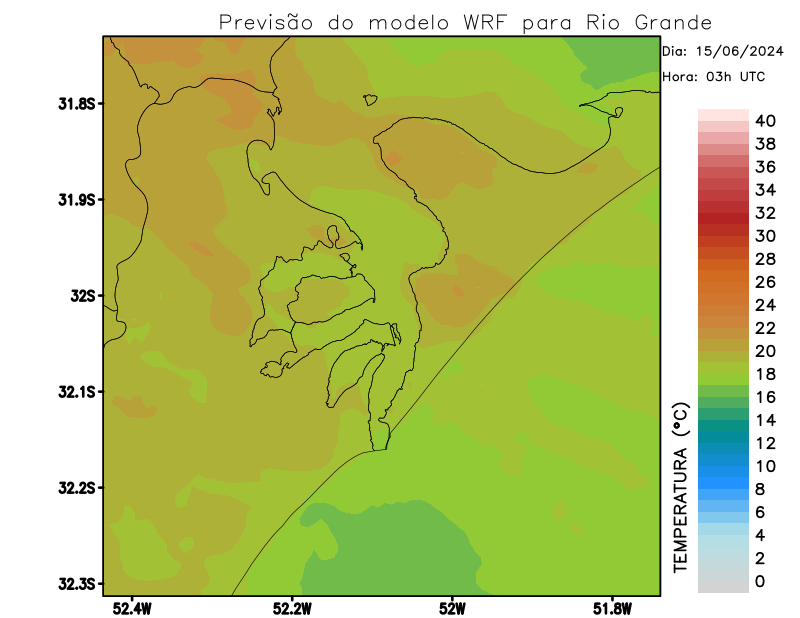 Previsão do modelo WRF para Rio Grande
Dia: 15/06/2024
Hora: 03h UTC
31.8S
31.9S
32S
32.1S
32.2S
32.3S
52.4W
52.2W
52W
51.8W
TEMPERATURA (°C)
40
38
36
34
32
30
28
26
24
22
20
18
16
14
12
10
8
6
4
2
0